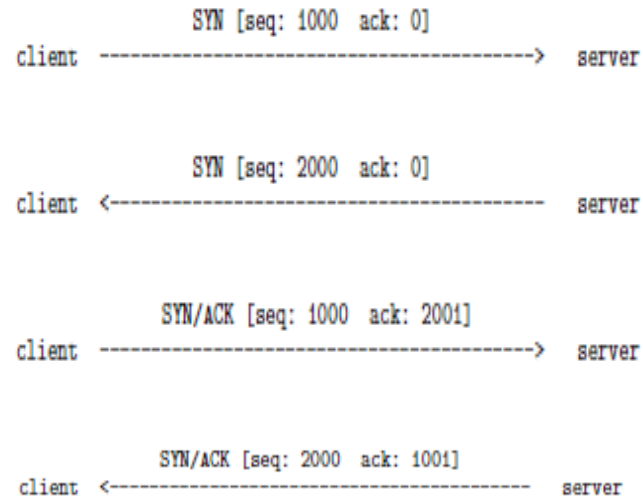 SYN [seq: 1000 ack: 0]
client ----------------------------------------> server
SYN [seq: 2000 ack: 0]
client <---------------------------------------- server
SYN/ACK [seq: 1000 ack: 2001]
client ----------------------------------------> server
SYN/ACK [seq: 2000 ack: 1001]
client <---------------------------------------- server